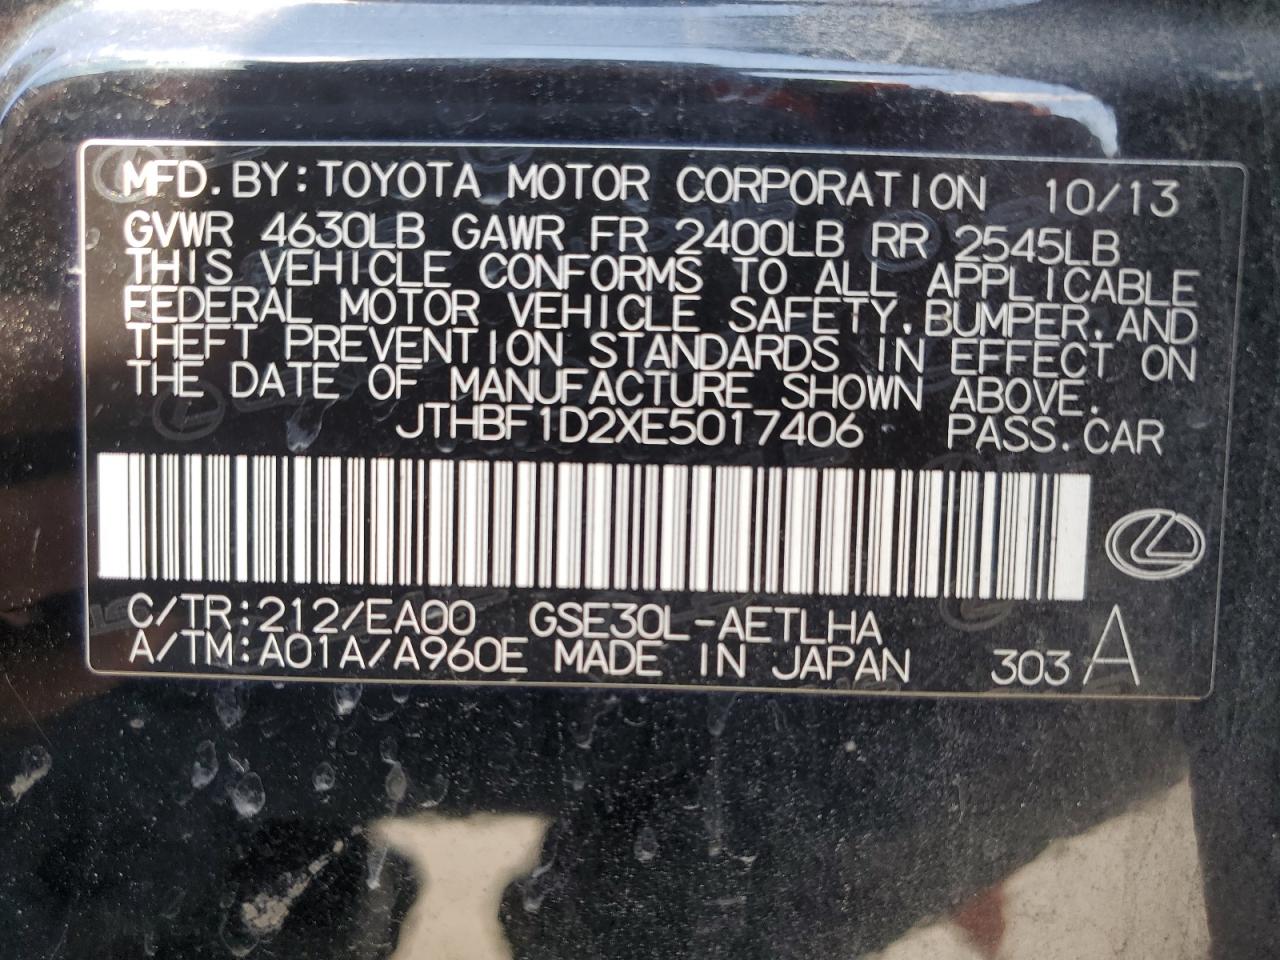 MFD. BY: TOYOTA MOTOR CORPORATION 10/13
GVWR 4630LB GAWR FR 2400LB RR 2545LB
THIS VEHICLE CONFORMS TO ALL APPLICABLE
FEDERAL MOTOR VEHICLE SAFETY, BUMPER, AND
THEFT PREVENTION STANDARDS IN EFFECT ON
THE DATE OF MANUFACTURE SHOWN ABOVE.
JTHBF1D2XE5017406 PASS. CAR
C/TR: 212/EA00 GSE30L-AETLHA
A/TM: A01A/A960E MADE IN JAPAN 303 A